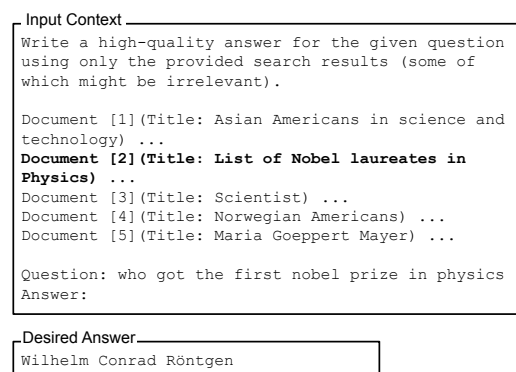 Input Context
Write a high-quality answer for the given question
using only the provided search results (some of
which might be irrelevant).
Document [1](Title: Asian Americans in science and
technology) ...
Document [2](Title: List of Nobel laureates in
Physics) ...
Document [3](Title: Scientist) ...
Document [4](Title: Norwegian Americans) ...
Document [5](Title: Maria Goeppert Mayer) ...
Question: who got the first nobel prize in physics
Answer:
Desired Answer
Wilhelm Conrad Röntgen